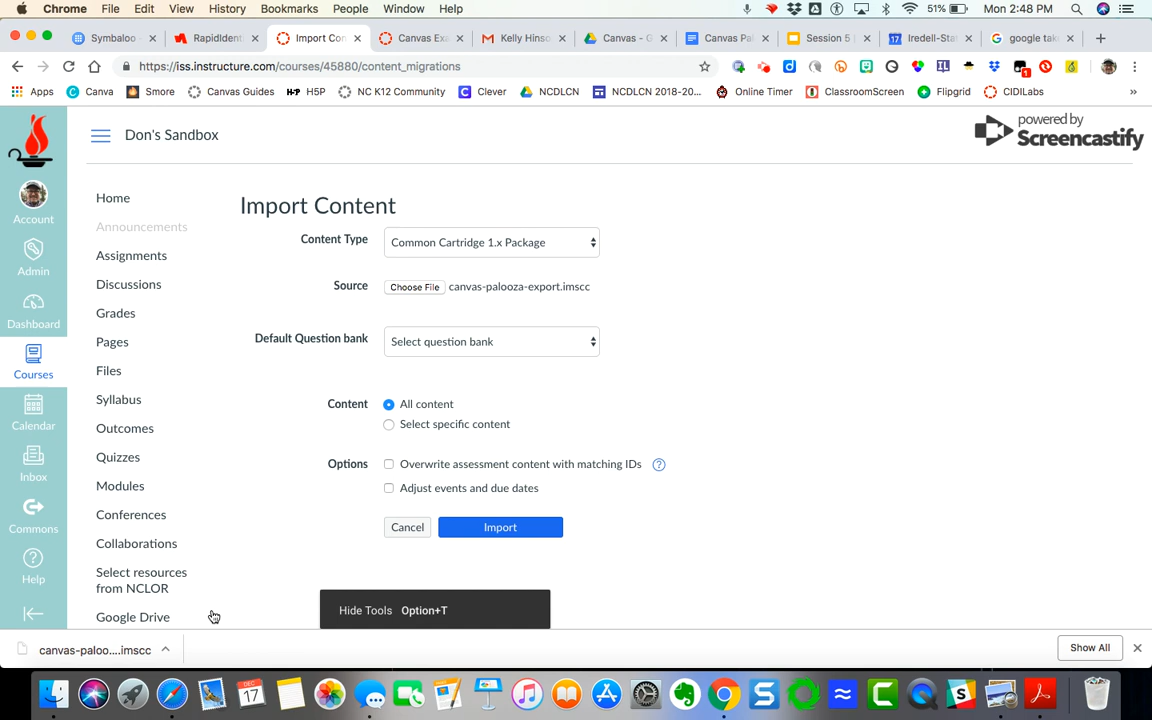 Chrome File Edit View History Bookmarks People Window Help 51% Mon 2:48 PM
Symbaloo - RapidIdent Import Con Canvas Exa Kelly Hinso Canvas - G Canvas Pal Session 5 Iredell-Stat google tak
https://iss.instructure.com/courses/45880/content_migrations
Apps Canva Smore Canvas Guides H5P NC K12 Community Clever NCDLCN NCDLCN 2018-20... Online Timer ClassroomScreen Flipgrid CIDILabs »
Don's Sandbox
powered by
Screencastify
Account
Admin
Dashboard
Courses
Calendar
Inbox
Commons
Help
Home
Announcements
Assignments
Discussions
Grades
Pages
Files
Syllabus
Outcomes
Quizzes
Modules
Conferences
Collaborations
Select resources
from NCLOR
Google Drive
Import Content
Content Type Common Cartridge 1.x Package
Source Choose File canvas-palooza-export.imscc
Default Question bank Select question bank
Content All content
Select specific content
Options Overwrite assessment content with matching IDs ?
Adjust events and due dates
Cancel Import
Hide Tools Option+T
canvas-paloo....imscc Show All
DEC
17